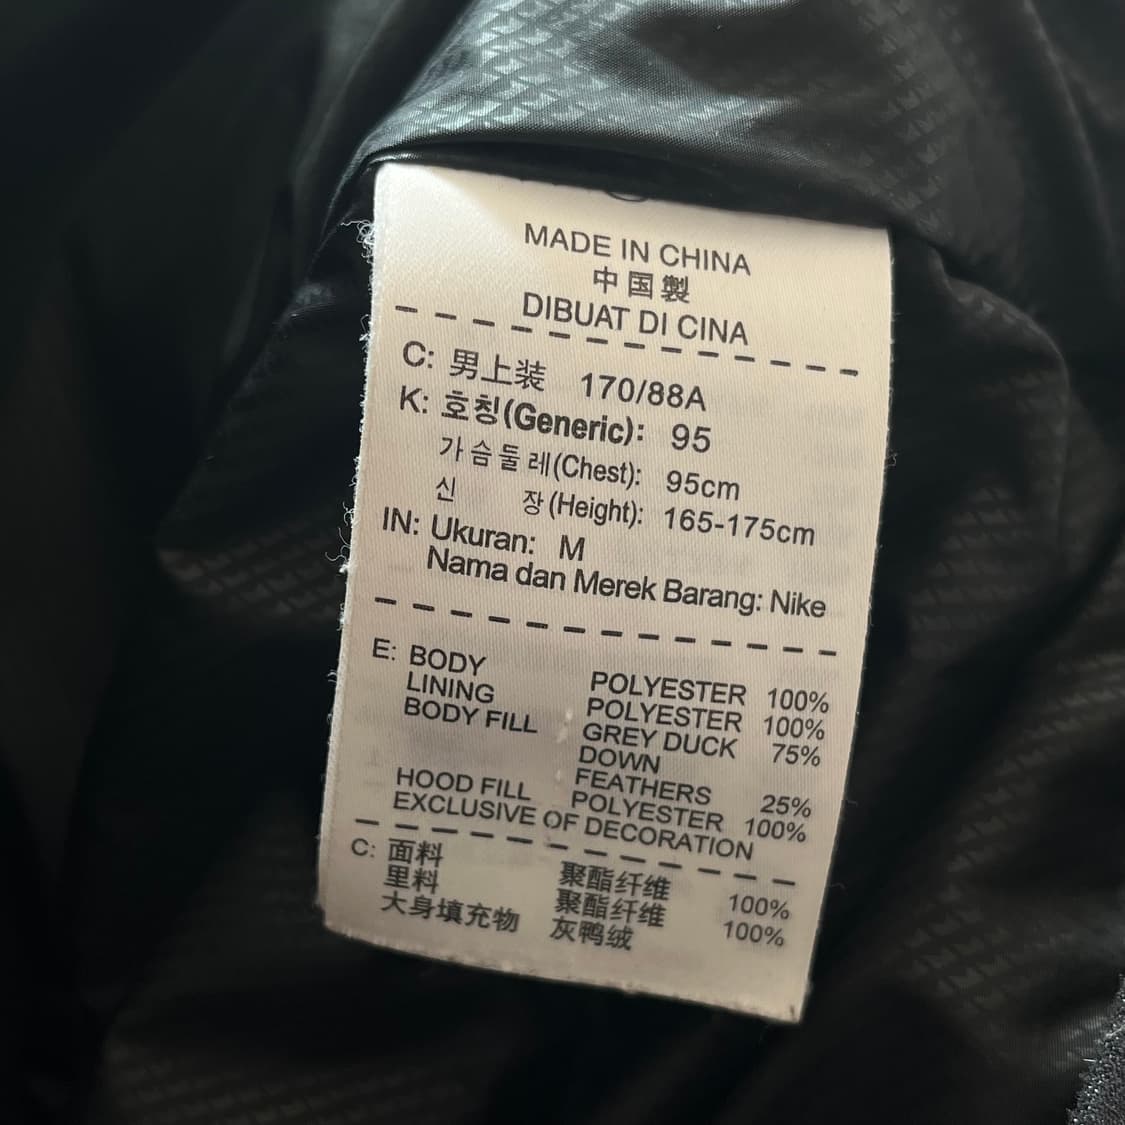 MADE IN CHINA
中国製
DIBUAT DI CINA
C: 男上装 170/88A
K: 호칭(Generic): 95
가슴둘레(Chest): 95cm
신 장(Height): 165-175cm
IN: Ukuran: M
Nama dan Merek Barang: Nike
E: BODY POLYESTER 100%
LINING POLYESTER 100%
BODY FILL GREY DUCK 75%
DOWN
FEATHERS 25%
HOOD FILL POLYESTER 100%
EXCLUSIVE OF DECORATION
C: 面料 聚酯纤维 100%
里料 聚酯纤维 100%
大身填充物 灰鸭绒